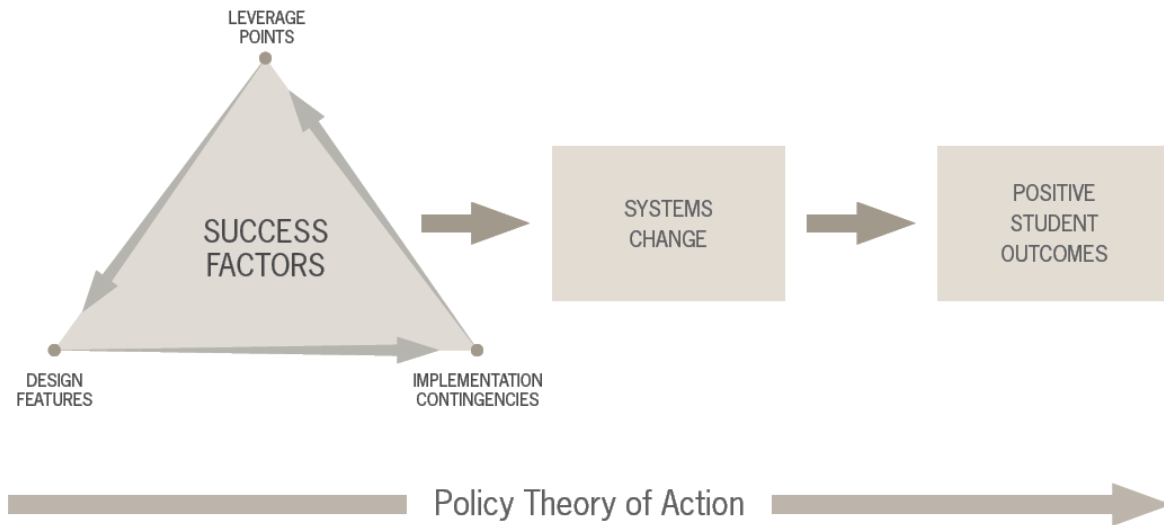 LEVERAGE
POINTS
SUCCESS
FACTORS
DESIGN
FEATURES
IMPLEMENTATION
CONTINGENCIES
SYSTEMS
CHANGE
POSITIVE
STUDENT
OUTCOMES
Policy Theory of Action